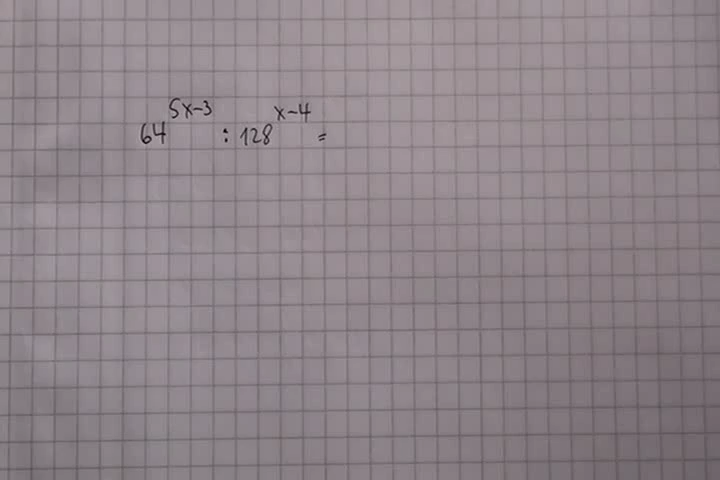 64^{5x-3} : 128^{x-4} =